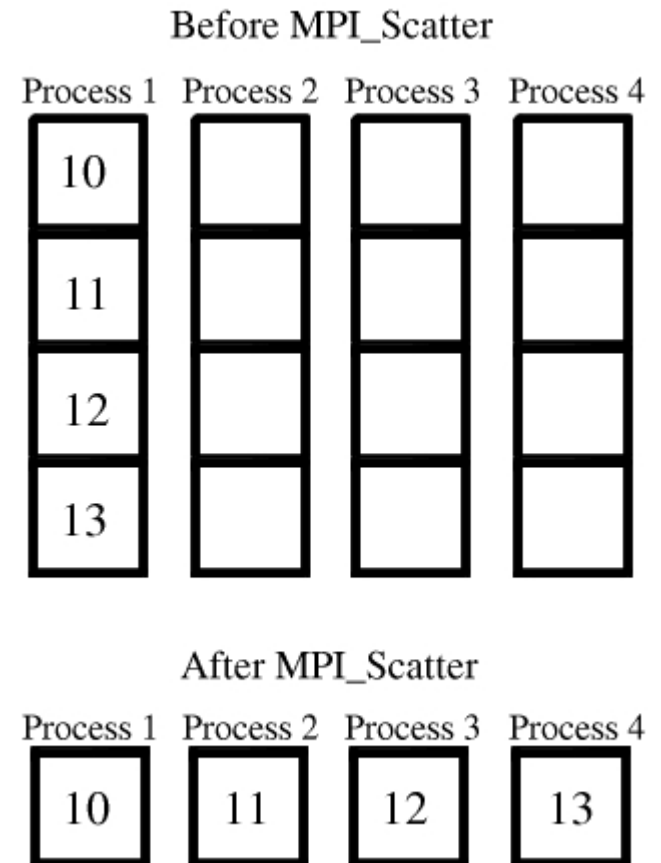 Before MPI_Scatter
Process 1 Process 2 Process 3 Process 4
10
11
12
13
After MPI_Scatter
Process 1 Process 2 Process 3 Process 4
10 11 12 13